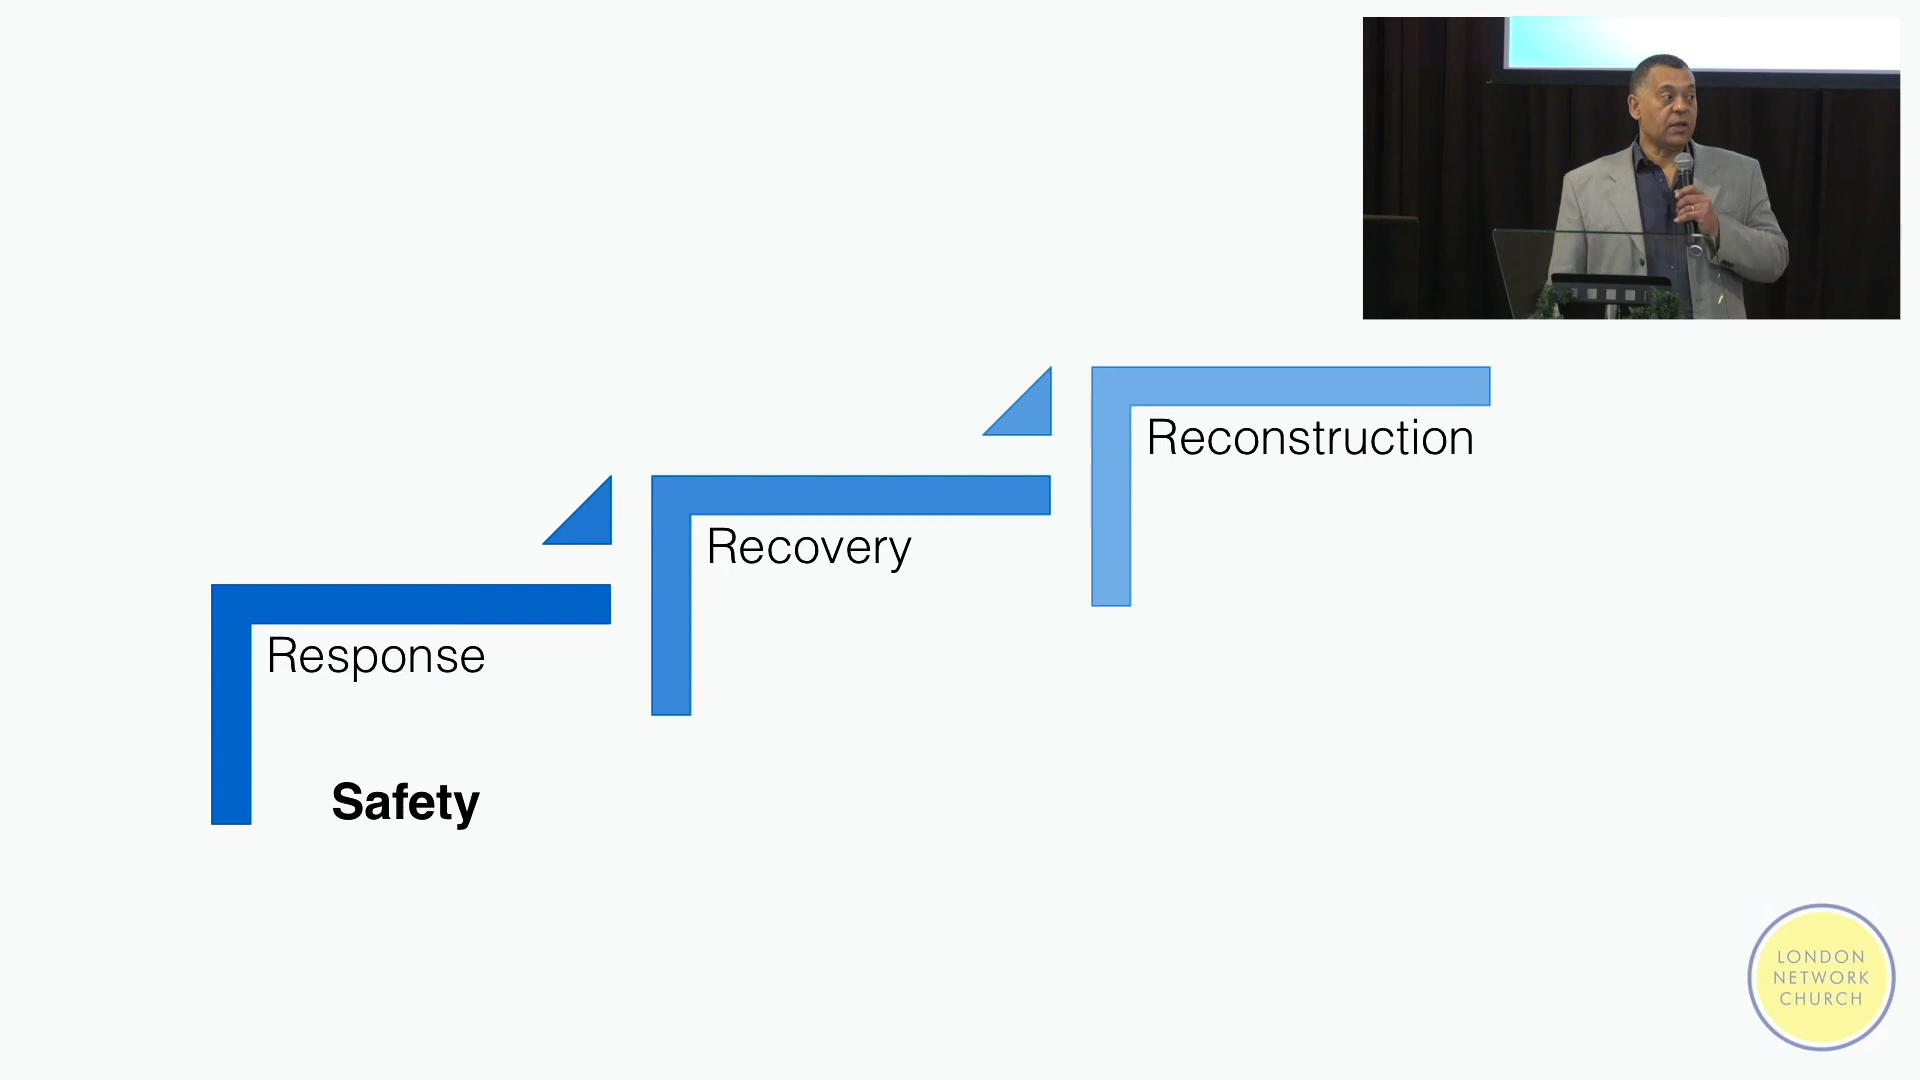 Reconstruction
Recovery
Response
Safety
LONDON
NETWORK
CHURCH